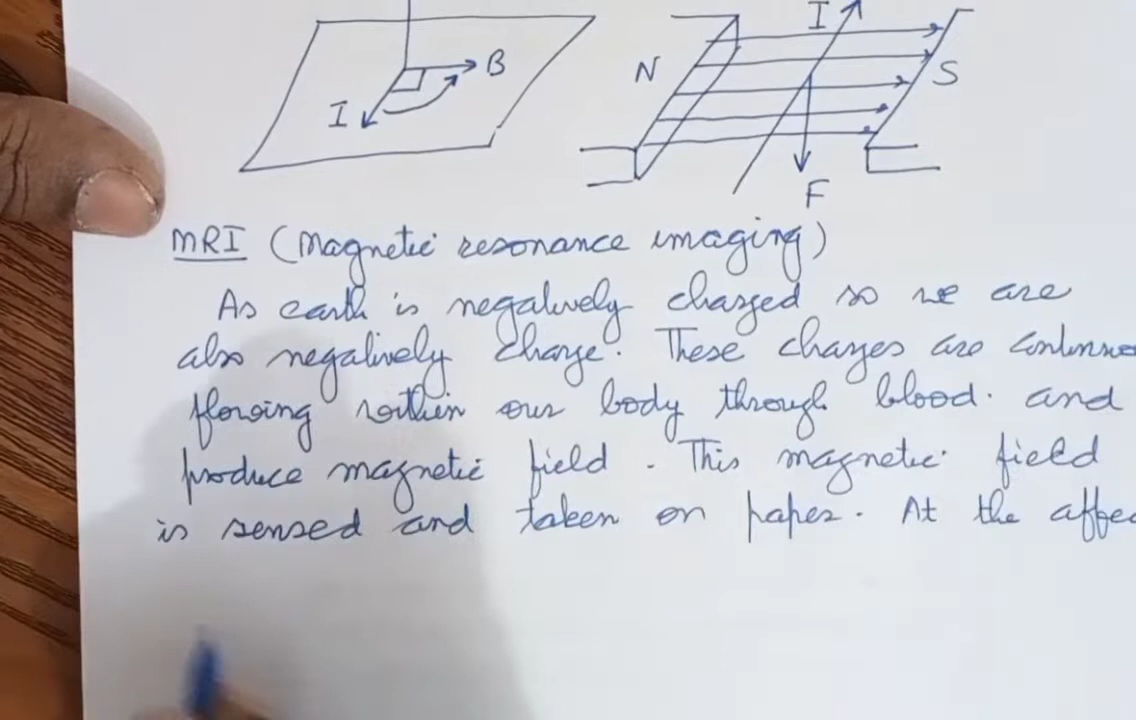 I
B
I
N
S
F
MRI (Magnetic resonance imaging)
As earth is negatively charged so we are
also negatively charge. These charges are
flowing within our body through blood. and
produce magnetic field. This magnetic field
is sensed and taken on paper. At the